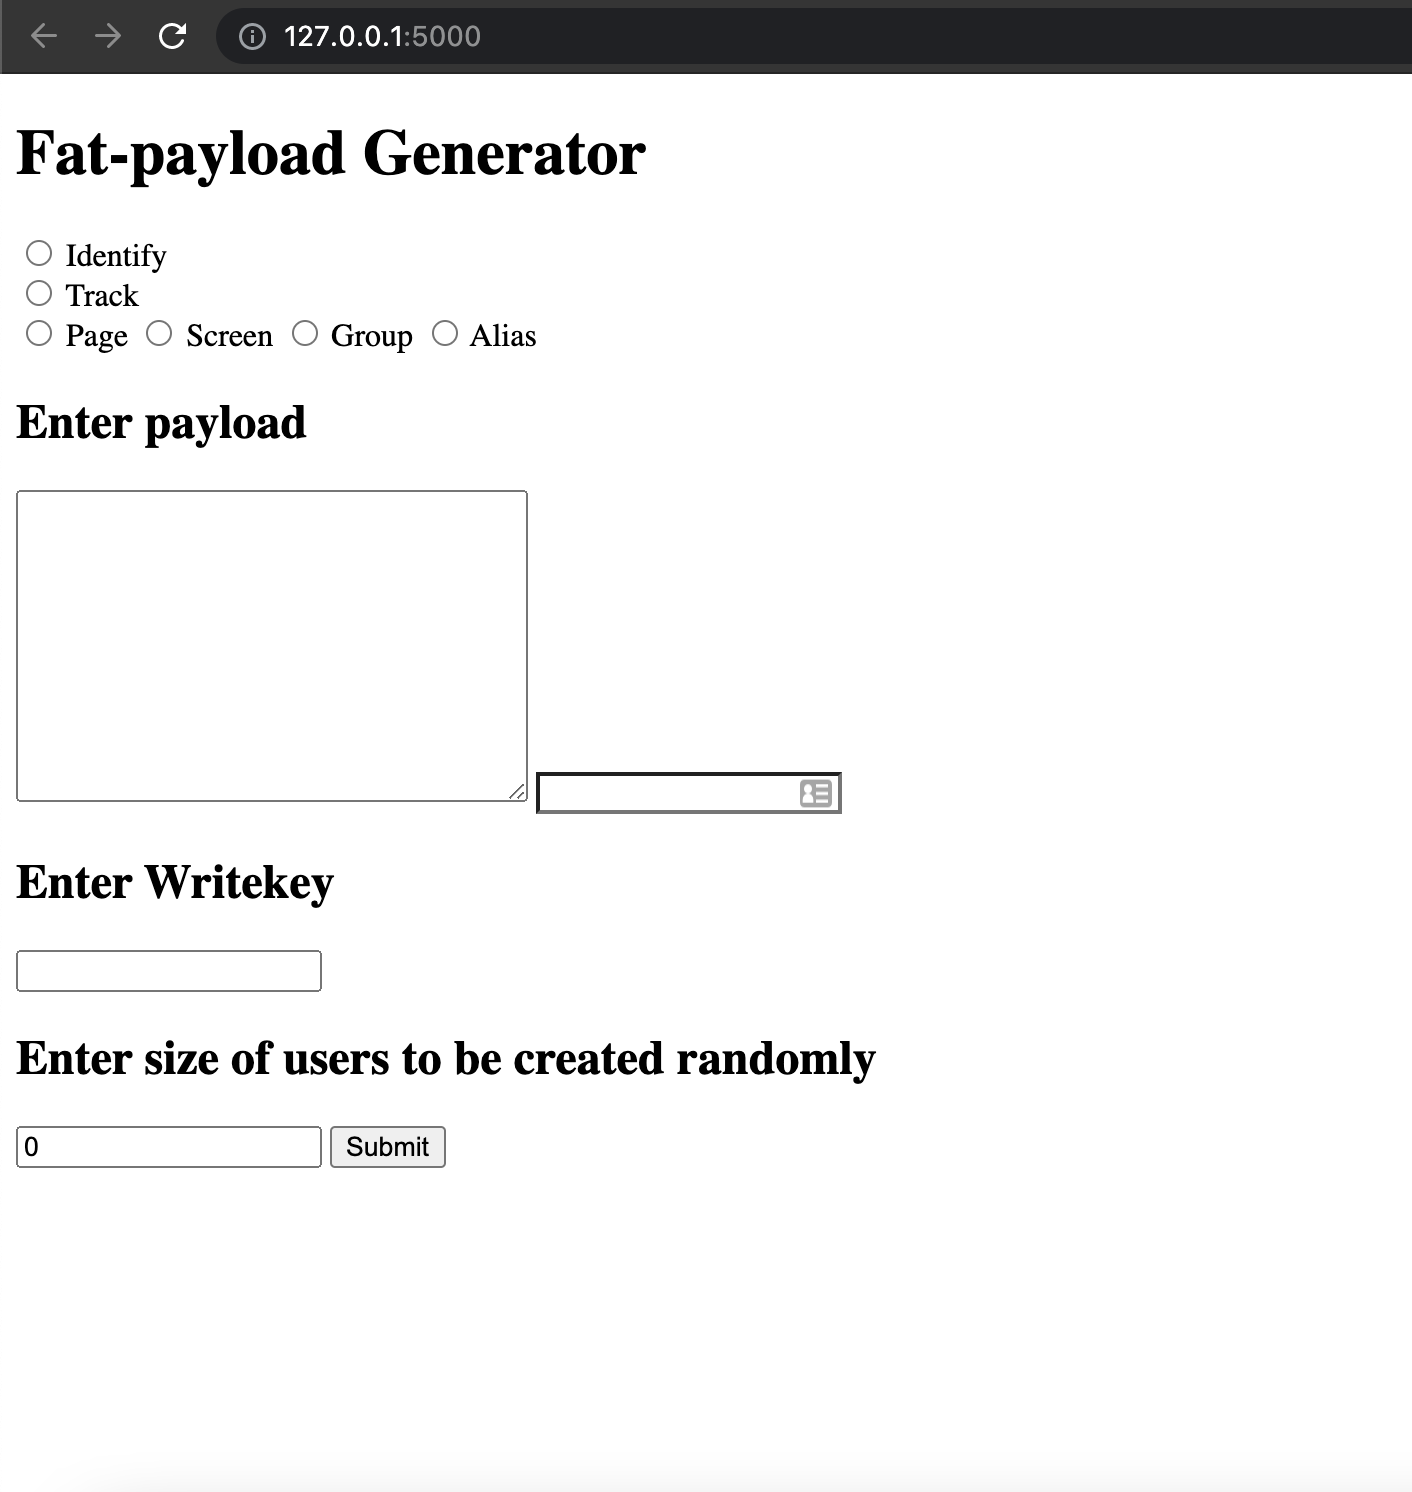 127.0.0.1:5000
Fat-payload Generator
Identify
Track
Page Screen Group Alias
Enter payload
Enter Writekey
Enter size of users to be created randomly
0 Submit